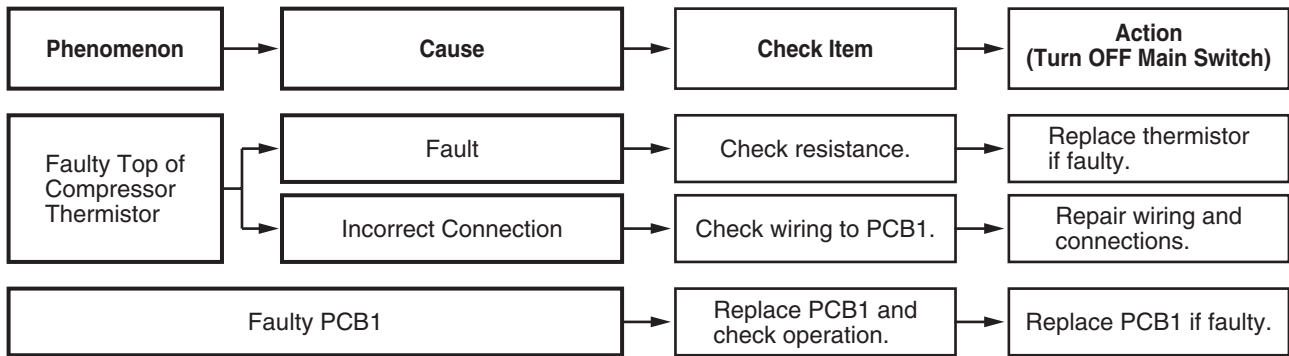 Phenomenon
Cause
Check Item
Action
(Turn OFF Main Switch)
Faulty Top of
Compressor
Thermistor
Fault
Check resistance.
Replace thermistor
if faulty.
Incorrect Connection
Check wiring to PCB1.
Repair wiring and
connections.
Faulty PCB1
Replace PCB1 and
check operation.
Replace PCB1 if faulty.